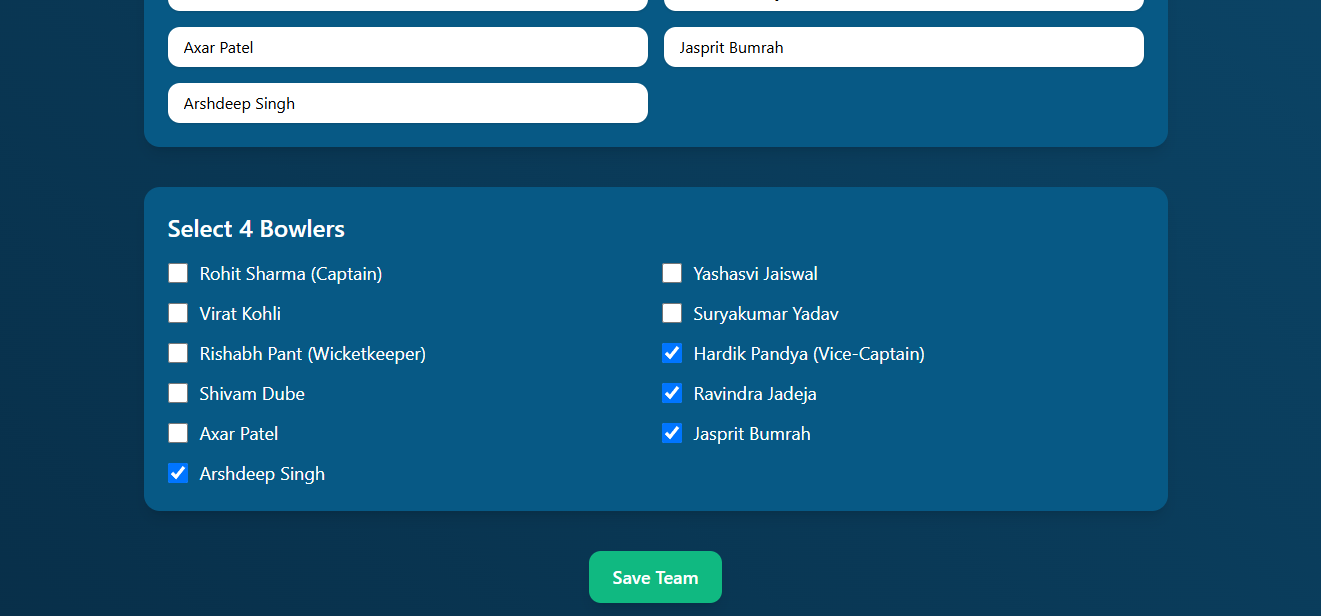 Axar Patel
Jasprit Bumrah
Arshdeep Singh
Select 4 Bowlers
Rohit Sharma (Captain)
Yashasvi Jaiswal
Virat Kohli
Suryakumar Yadav
Rishabh Pant (Wicketkeeper)
Hardik Pandya (Vice-Captain)
Shivam Dube
Ravindra Jadeja
Axar Patel
Jasprit Bumrah
Arshdeep Singh
Save Team